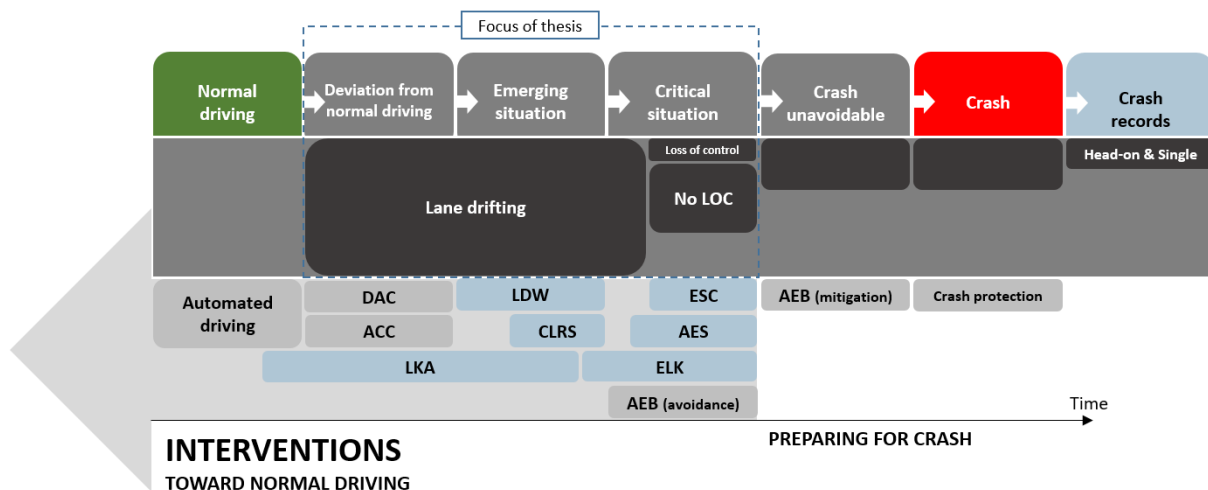 Focus of thesis
Normal
driving
Deviation from
normal driving
Emerging
situation
Critical
situation
Crash
unavoidable
Crash
Crash
records
Loss of control
Head-on & Single
Lane drifting
No LOC
Automated
driving
DAC
LDW
ESC
AEB (mitigation)
Crash protection
ACC
CLRS
AES
LKA
ELK
AEB (avoidance)
Time
INTERVENTIONS
TOWARD NORMAL DRIVING
PREPARING FOR CRASH